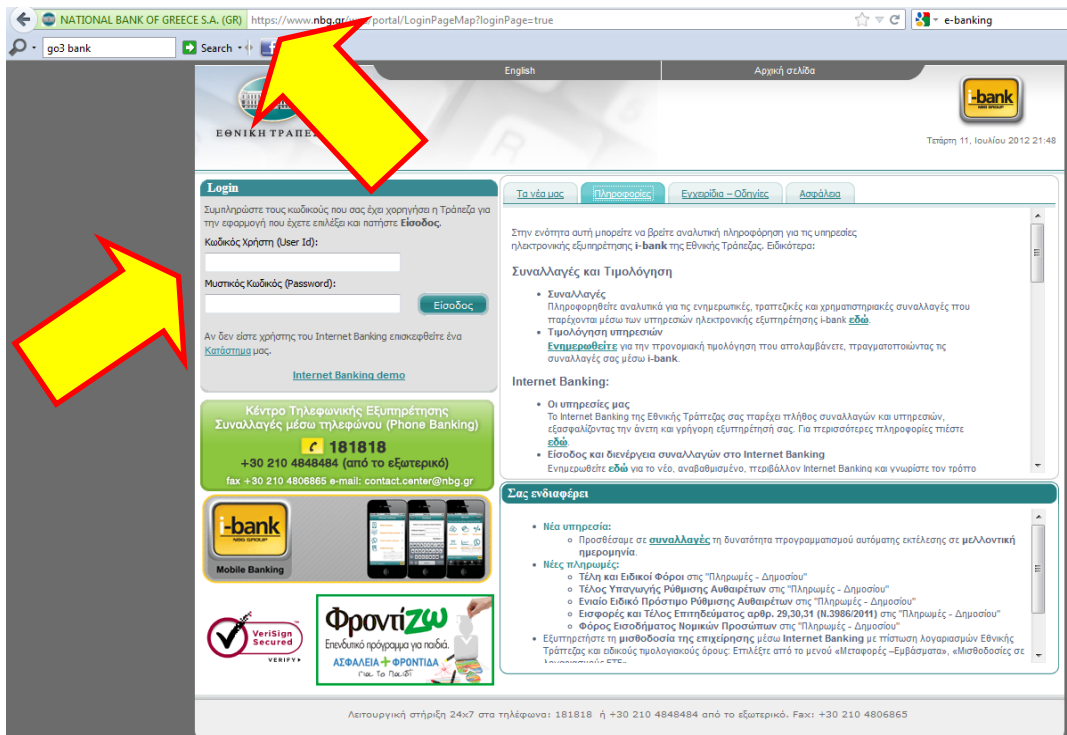 NATIONAL BANK OF GREECE S.A. (GR) https://www.nbg.gr/ portal/LoginPageMap?loginPage=true e-banking
go3 bank Search
English Αρχική σελίδα
i-bank
NBG GROUP
ΕΘΝΙΚΗ
Τετάρτη 11, Ιουλίου 2012 21:48
Login
Συμπληρώστε τους κωδικούς που σας έχει χορηγήσει η Τράπεζα για
την εφαρμογή που έχετε επιλέξει και πατήστε Είσοδος.
Κωδικός Χρήστη (User Id):
Μυστικός Κωδικός (Password):
Είσοδος
Αν δεν είστε χρήστης του Internet Banking επισκεφθείτε ένα
Κατάστημα μας.
Internet Banking demo
Κέντρο Τηλεφωνικής Εξυπηρέτησης
Συναλλαγές μέσω τηλεφώνου (Phone Banking)
181818
+30 210 4848484 (από το εξωτερικό)
fax +30 210 4806865 e-mail: contact.center@nbg.gr
i-bank
NBG GROUP
Mobile Banking
VeriSign
Secured
VERIFY
Φροντίζω
Επενδυτικό πρόγραμμα για παιδιά.
ΑΣΦΑΛΕΙΑ + ΦΡΟΝΤΙΔΑ
Για Το Παιδί
Τα νέα μας Πληροφορίες Εγχειρίδια – Οδηγίες Ασφάλεια
Στην ενότητα αυτή μπορείτε να βρείτε αναλυτική πληροφόρηση για τις υπηρεσίες
ηλεκτρονικής εξυπηρέτησης i-bank της Εθνικής Τράπεζας. Ειδικότερα:
Συναλλαγές και Τιμολόγηση
• Συναλλαγές
Πληροφορηθείτε αναλυτικά για τις ενημερωτικές, τραπεζικές και χρηματιστηριακές συναλλαγές που
παρέχονται μέσω των υπηρεσιών ηλεκτρονικής εξυπηρέτησης i-bank εδώ.
• Τιμολόγηση υπηρεσιών
Ενημερωθείτε για την προνομιακή τιμολόγηση που απολαμβάνετε, πραγματοποιώντας τις
συναλλαγές σας μέσω i-bank.
Internet Banking:
• Οι υπηρεσίες μας
Το Internet Banking της Εθνικής Τράπεζας σας παρέχει πλήθος συναλλαγών και υπηρεσιών,
εξασφαλίζοντας την άνετη και γρήγορη εξυπηρέτησή σας. Για περισσότερες πληροφορίες πιέστε
εδώ.
• Είσοδος και διενέργεια συναλλαγών στο Internet Banking
Ενημερωθείτε εδώ για το νέο, αναβαθμισμένο, περιβάλλον Internet Banking και γνωρίστε τον τρόπο
Σας ενδιαφέρει
• Νέα υπηρεσία:
Προσθέσαμε σε συναλλαγές τη δυνατότητα προγραμματισμού αυτόματης εκτέλεσης σε μελλοντική
ημερομηνία.
• Νέες πληρωμές:
Τέλη και Ειδικοί Φόροι στις "Πληρωμές - Δημοσίου"
Τέλος Υπαγωγής Ρύθμισης Αυθαιρέτων στις "Πληρωμές - Δημοσίου"
Ενιαίο Ειδικό Πρόστιμο Ρύθμισης Αυθαιρέτων στις "Πληρωμές - Δημοσίου"
Εισφορές και Τέλος Επιτηδεύματος αρθρ. 29,30,31 (Ν.3986/2011) στις "Πληρωμές - Δημοσίου"
Φόρος Εισοδήματος Νομικών Προσώπων στις "Πληρωμές - Δημοσίου"
• Εξυπηρετήστε τη μισθοδοσία της επιχείρησης μέσω Internet Banking με πίστωση λογαριασμών Εθνικής
Τράπεζας και ειδικούς τιμολογιακούς όρους: Επιλέξτε από το μενού «Μεταφορές –Εμβάσματα», «Μισθοδοσίες σε
Λειτουργική στήριξη 24x7 στα τηλέφωνα: 181818 ή +30 210 4848484 από το εξωτερικό. Fax: +30 210 4806865